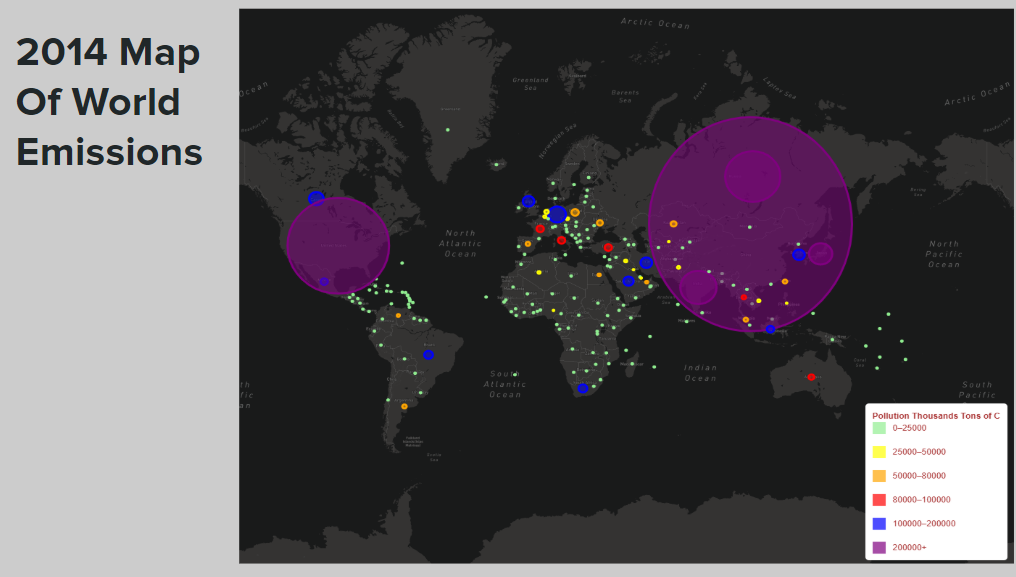 2014 Map
Of World
Emissions
Arctic Ocean
Greenland
Sea
Barents
Sea
Laptev Sea
Ocean
Arctic Ocean
Norwegian Sea
North
Atlantic
Ocean
North
Pacific
Ocean
South
Atlantic
Ocean
Indian
Ocean
South
Pacific
Pollution Thousands Tons of C
0–25000
25000–50000
50000–80000
80000–100000
100000–200000
200000+